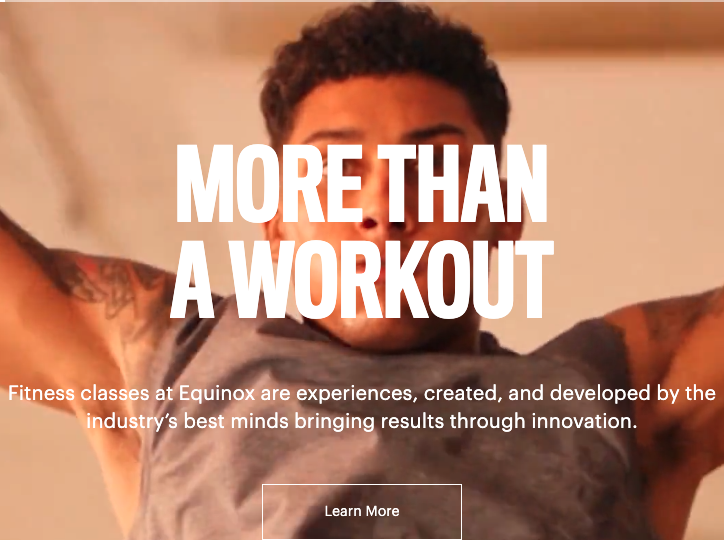 MORE THAN
A WORKOUT
Fitness classes at Equinox are experiences, created, and developed by the
industry’s best minds bringing results through innovation.
Learn More